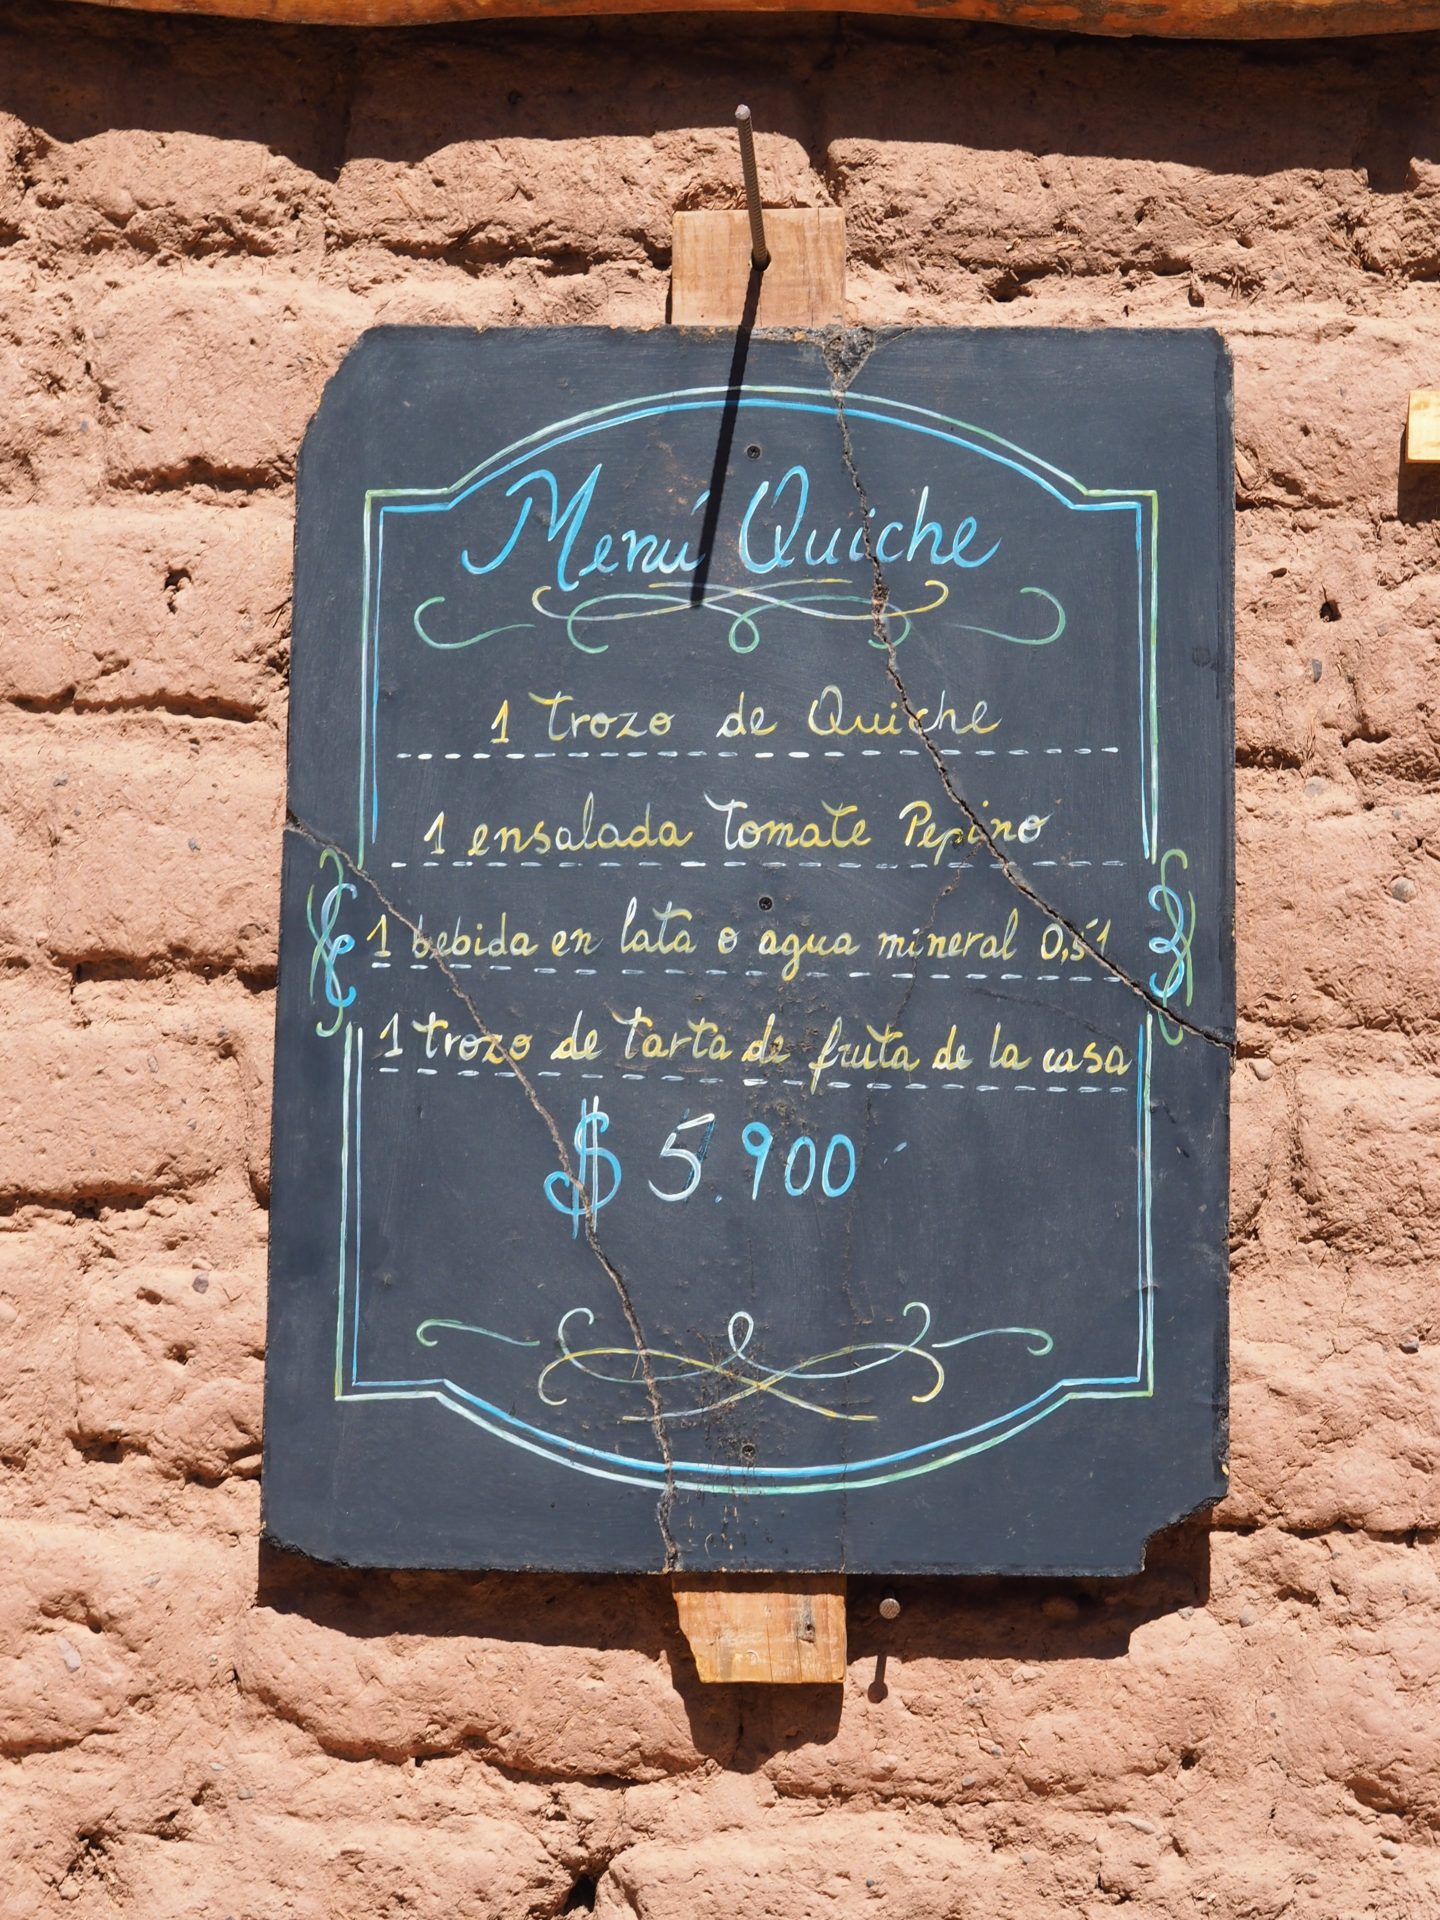 Menú Quiche
1 trozo de Quiche
1 ensalada Tomate Pepino
1 bebida en lata o agua mineral 0,5l
1 trozo de tarta de fruta de la casa
$ 5.900